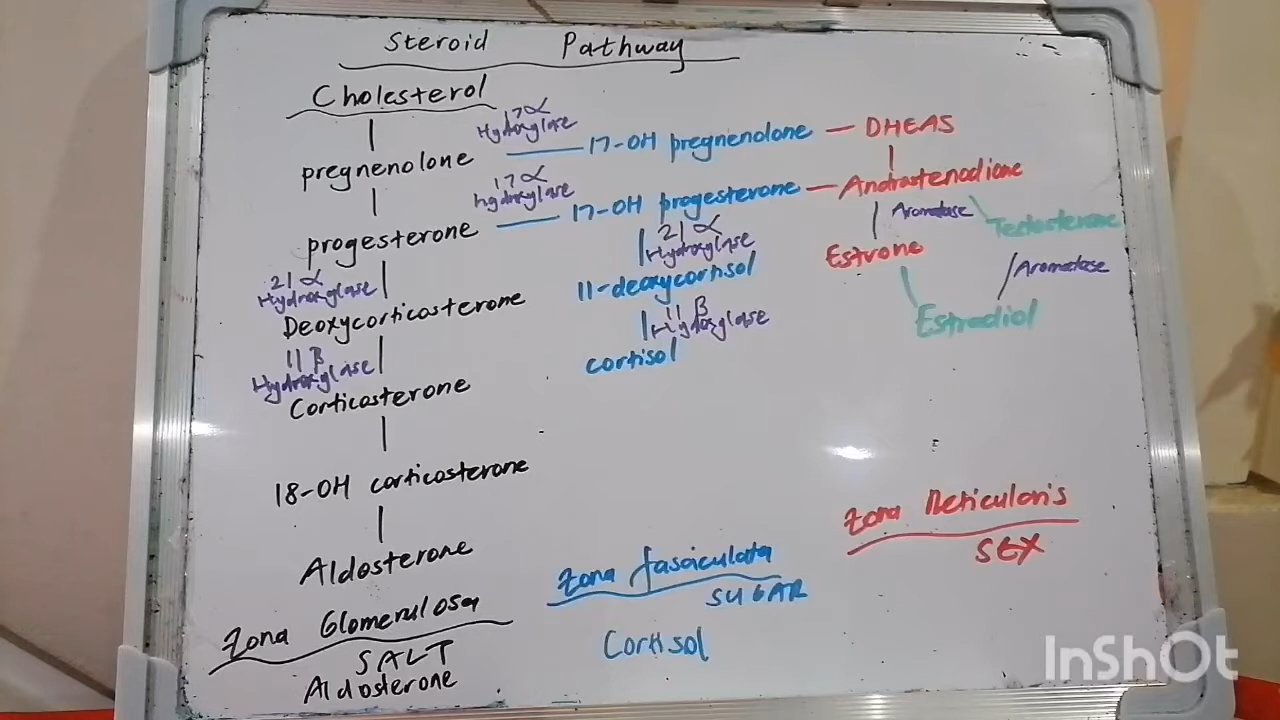 Steroid Pathway
Cholesterol
17α
Hydroxylase
pregnenolone
17-OH pregnenolone — DHEAS
17α
hydroxylase
progesterone
17-OH progesterone — Andrastenodione
Aromatase
Testosterone
21α
Hydroxylase
21α
Hydroxylase
Estrone
Aromatase
Deoxycorticosterone
11-deoxycortisol
Estradiol
11β
Hydroxylase
11β
Hydroxylase
Corticosterone
cortisol
18-OH corticosterone
Aldosterone
Zona Glomerulosa
SALT
Aldosterone
Zona fasciculata
SUGAR
Cortisol
Zona Reticularis
SEX
InShOt